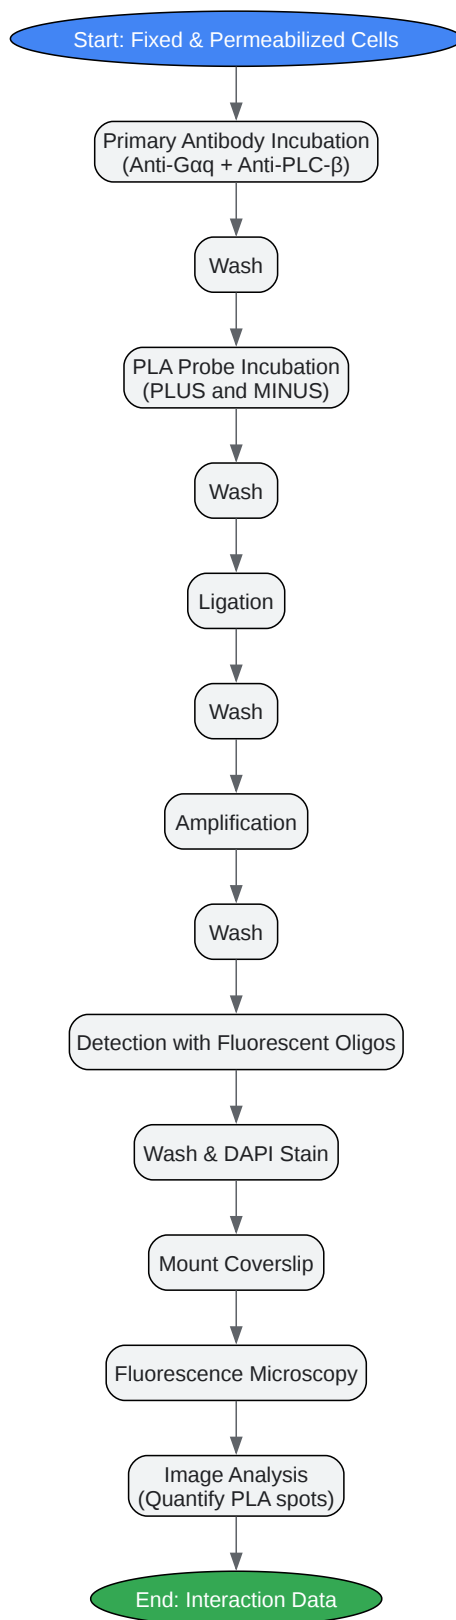 Start: Fixed & Permeabilized Cells
Primary Antibody Incubation
(Anti-Gαq + Anti-PLC-β)
Wash
PLA Probe Incubation
(PLUS and MINUS)
Wash
Ligation
Wash
Amplification
Wash
Detection with Fluorescent Oligos
Wash & DAPI Stain
Mount Coverslip
Fluorescence Microscopy
Image Analysis
(Quantify PLA spots)
End: Interaction Data